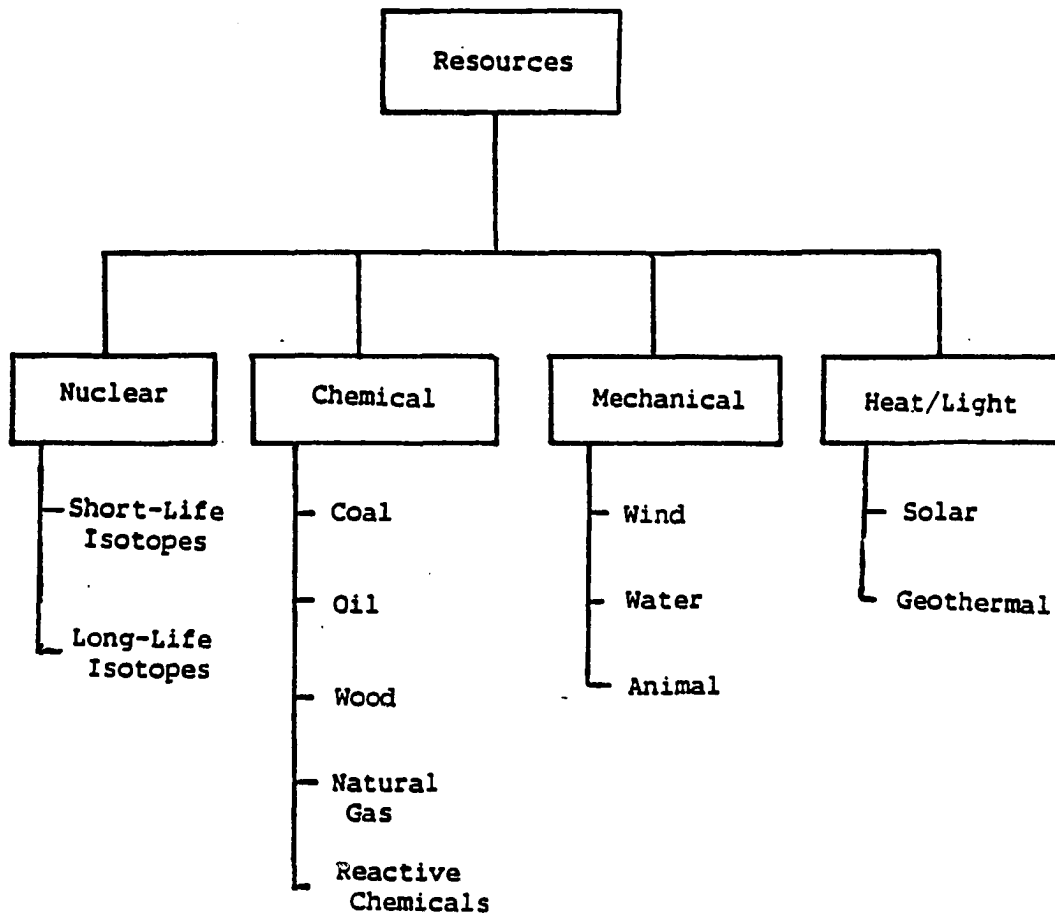 Resources
Nuclear
Chemical
Mechanical
Heat/Light
Short-Life
Isotopes
Long-Life
Isotopes
Coal
Oil
Wood
Natural
Gas
Reactive
Chemicals
Wind
Water
Animal
Solar
Geothermal